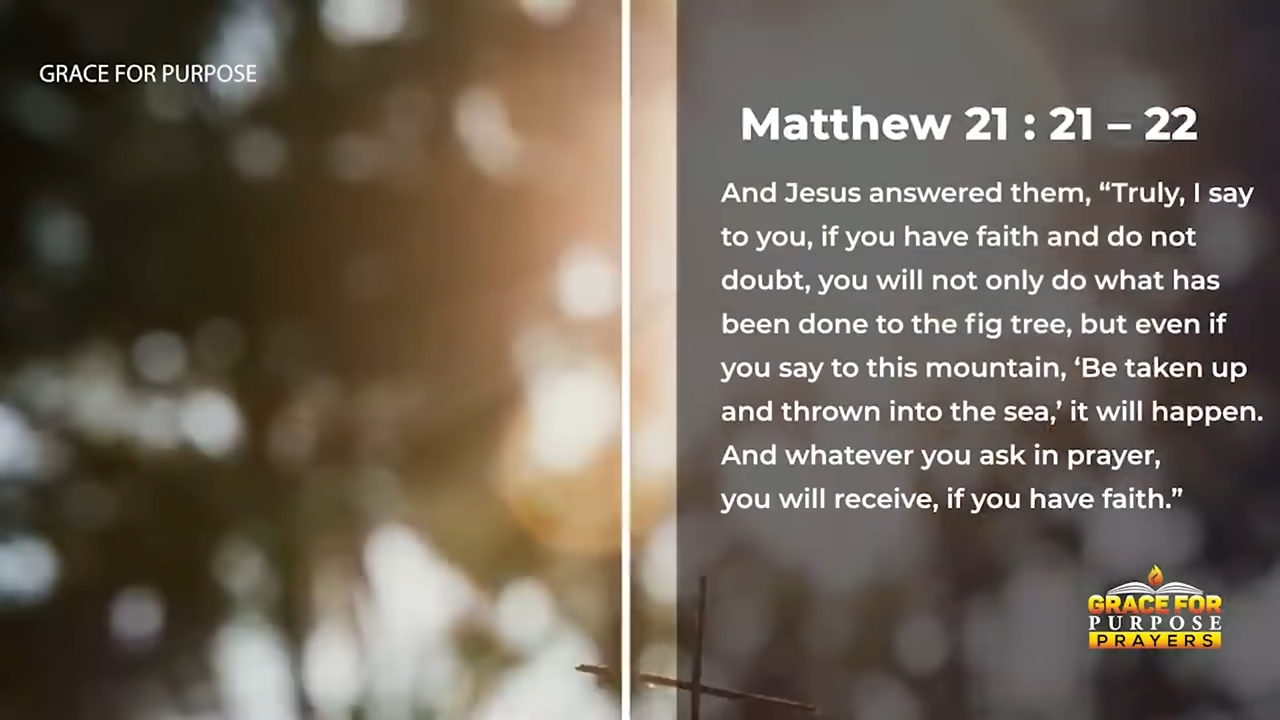 GRACE FOR PURPOSE
Matthew 21 : 21 – 22
And Jesus answered them, “Truly, I say
to you, if you have faith and do not
doubt, you will not only do what has
been done to the fig tree, but even if
you say to this mountain, ‘Be taken up
and thrown into the sea,’ it will happen.
And whatever you ask in prayer,
you will receive, if you have faith.”
GRACE FOR
PURPOSE
PRAYERS